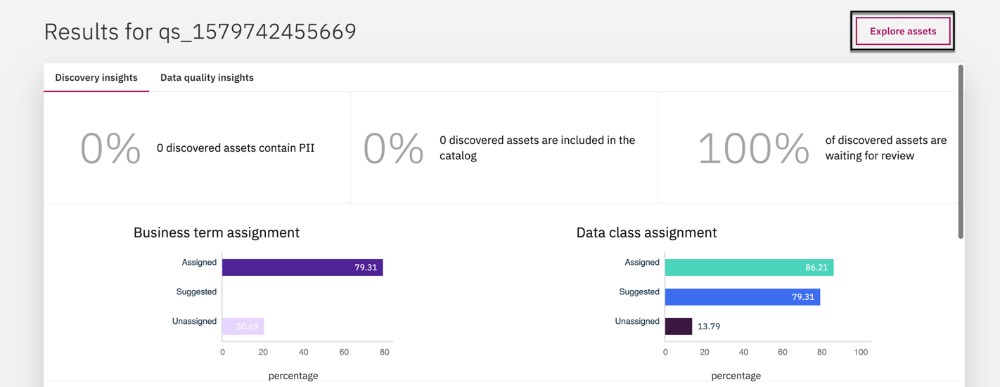 Results for qs_1579742455669
Explore assets
Discovery insights
Data quality insights
0%
0 discovered assets contain PII
0%
0 discovered assets are included in the
catalog
100%
of discovered assets are
waiting for review
Business term assignment
Assigned
79.31
Suggested
Unassigned
20.69
0 20 40 60 80
percentage
Data class assignment
Assigned
86.21
Suggested
79.31
Unassigned
13.79
0 20 40 60 80 100
percentage